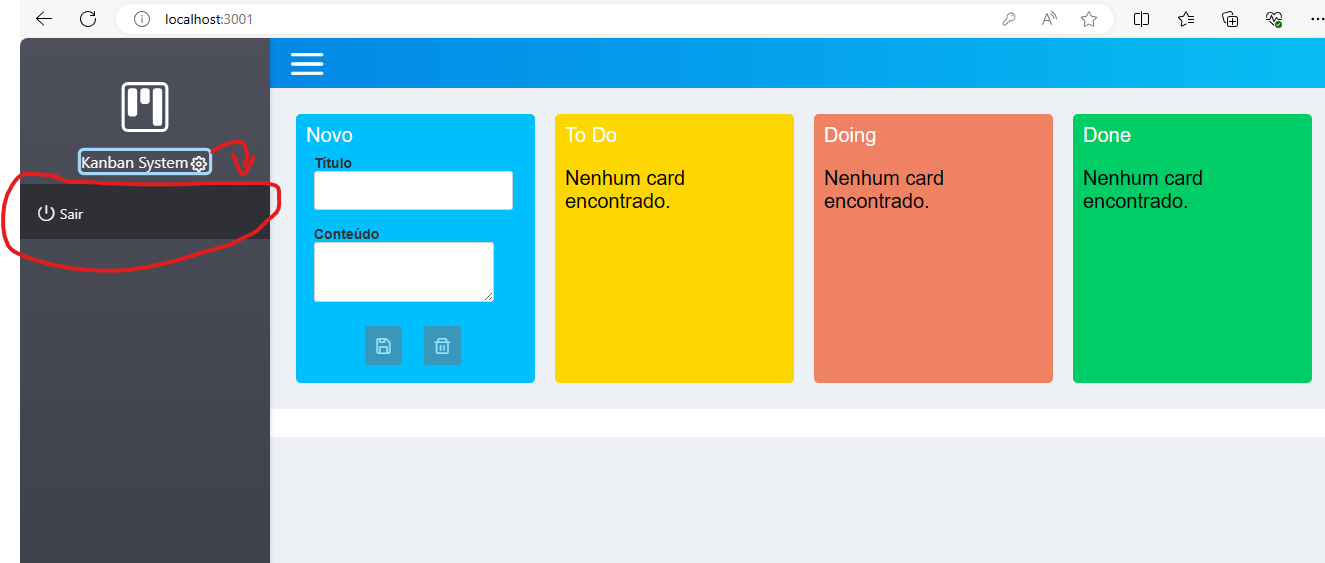 localhost:3001
Kanban System
Sair
Novo
Título
Conteúdo
To Do
Nenhum card
encontrado.
Doing
Nenhum card
encontrado.
Done
Nenhum card
encontrado.